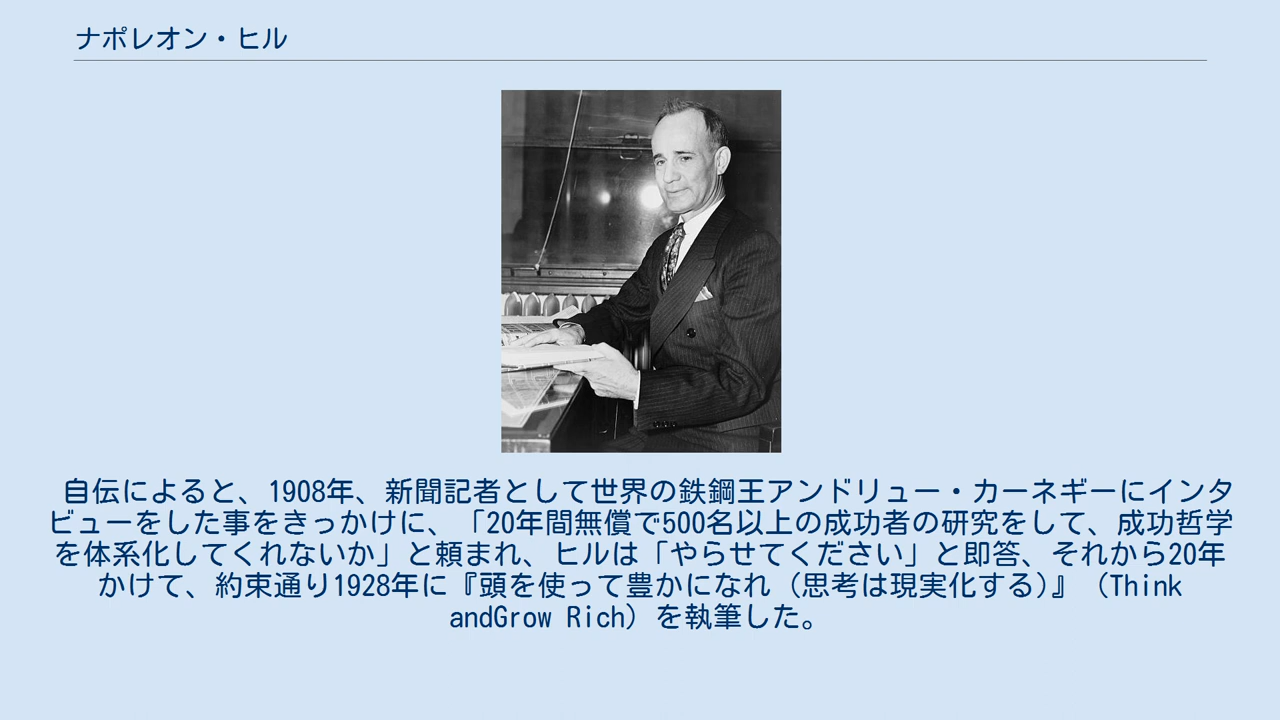 ナポレオン・ヒル
自伝によると、1908年、新聞記者として世界の鉄鋼王アンドリュー・カーネギーにインタ
ビューをした事をきっかけに、「20年間無償で500名以上の成功者の研究をして、成功哲学
を体系化してくれないか」と頼まれ、ヒルは「やらせてください」と即答、それから20年
かけて、約束通り1928年に『頭を使って豊かになれ（思考は現実化する）』（Think
andGrow Rich）を執筆した。